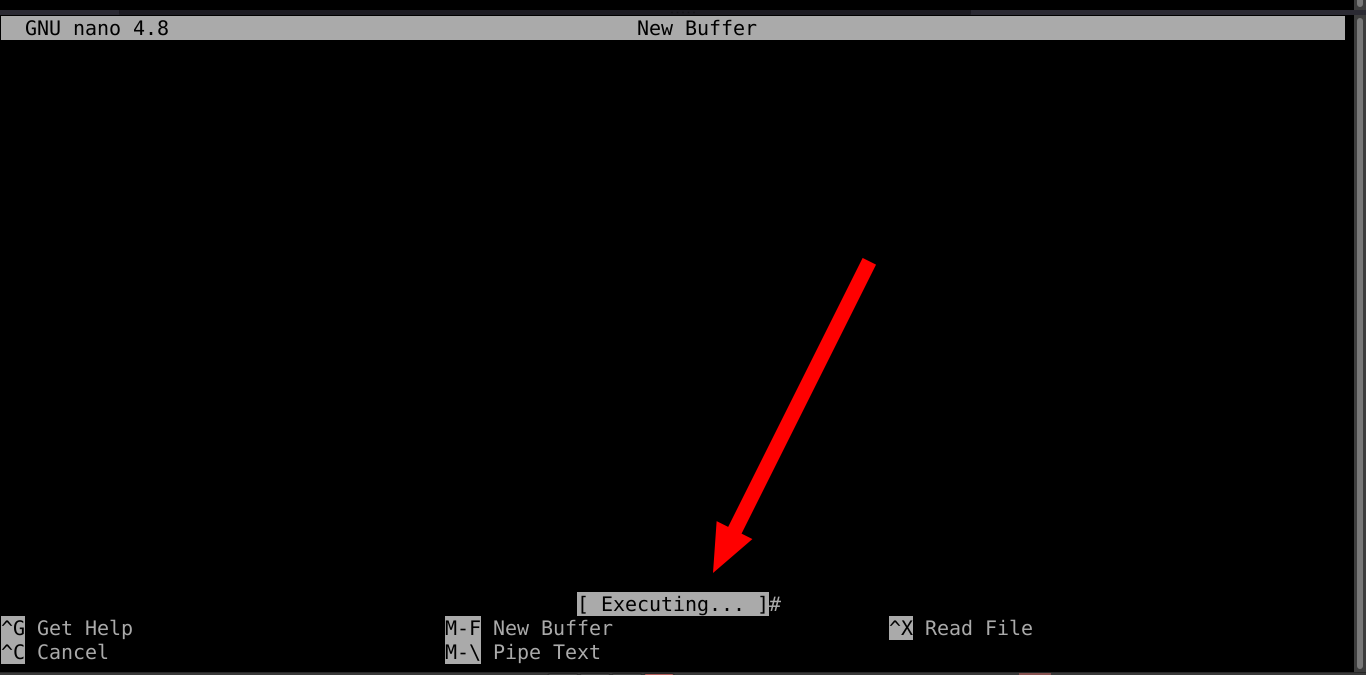 GNU nano 4.8 New Buffer
[ Executing... ]#
^G Get Help M-F New Buffer ^X Read File
^C Cancel M-\ Pipe Text